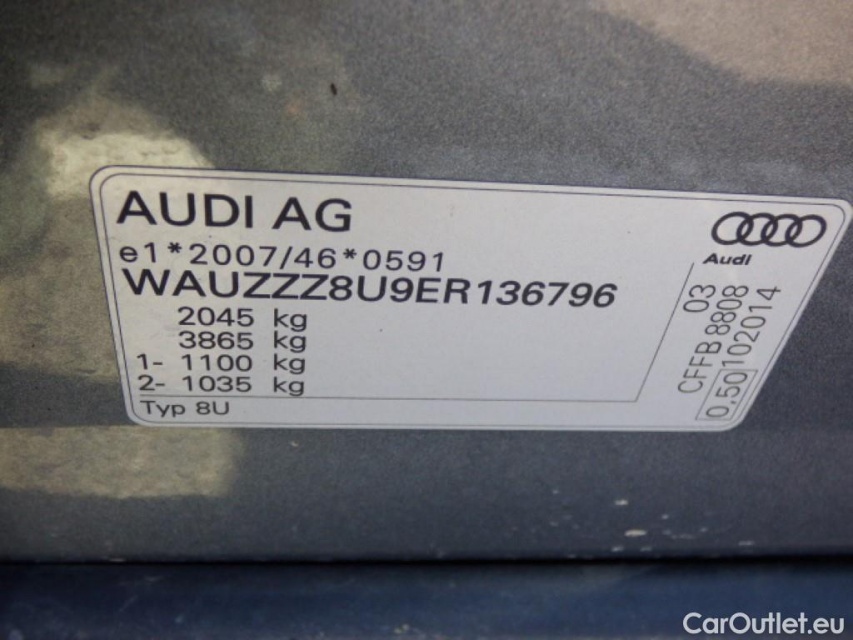 AUDI AG
e1*2007/46*0591
WAUZZZ8U9ER136796
2045 kg
3865 kg
1- 1100 kg
2- 1035 kg
Typ 8U
Audi
03
CFFB 8808
0,50 102014
CarOutlet.eu